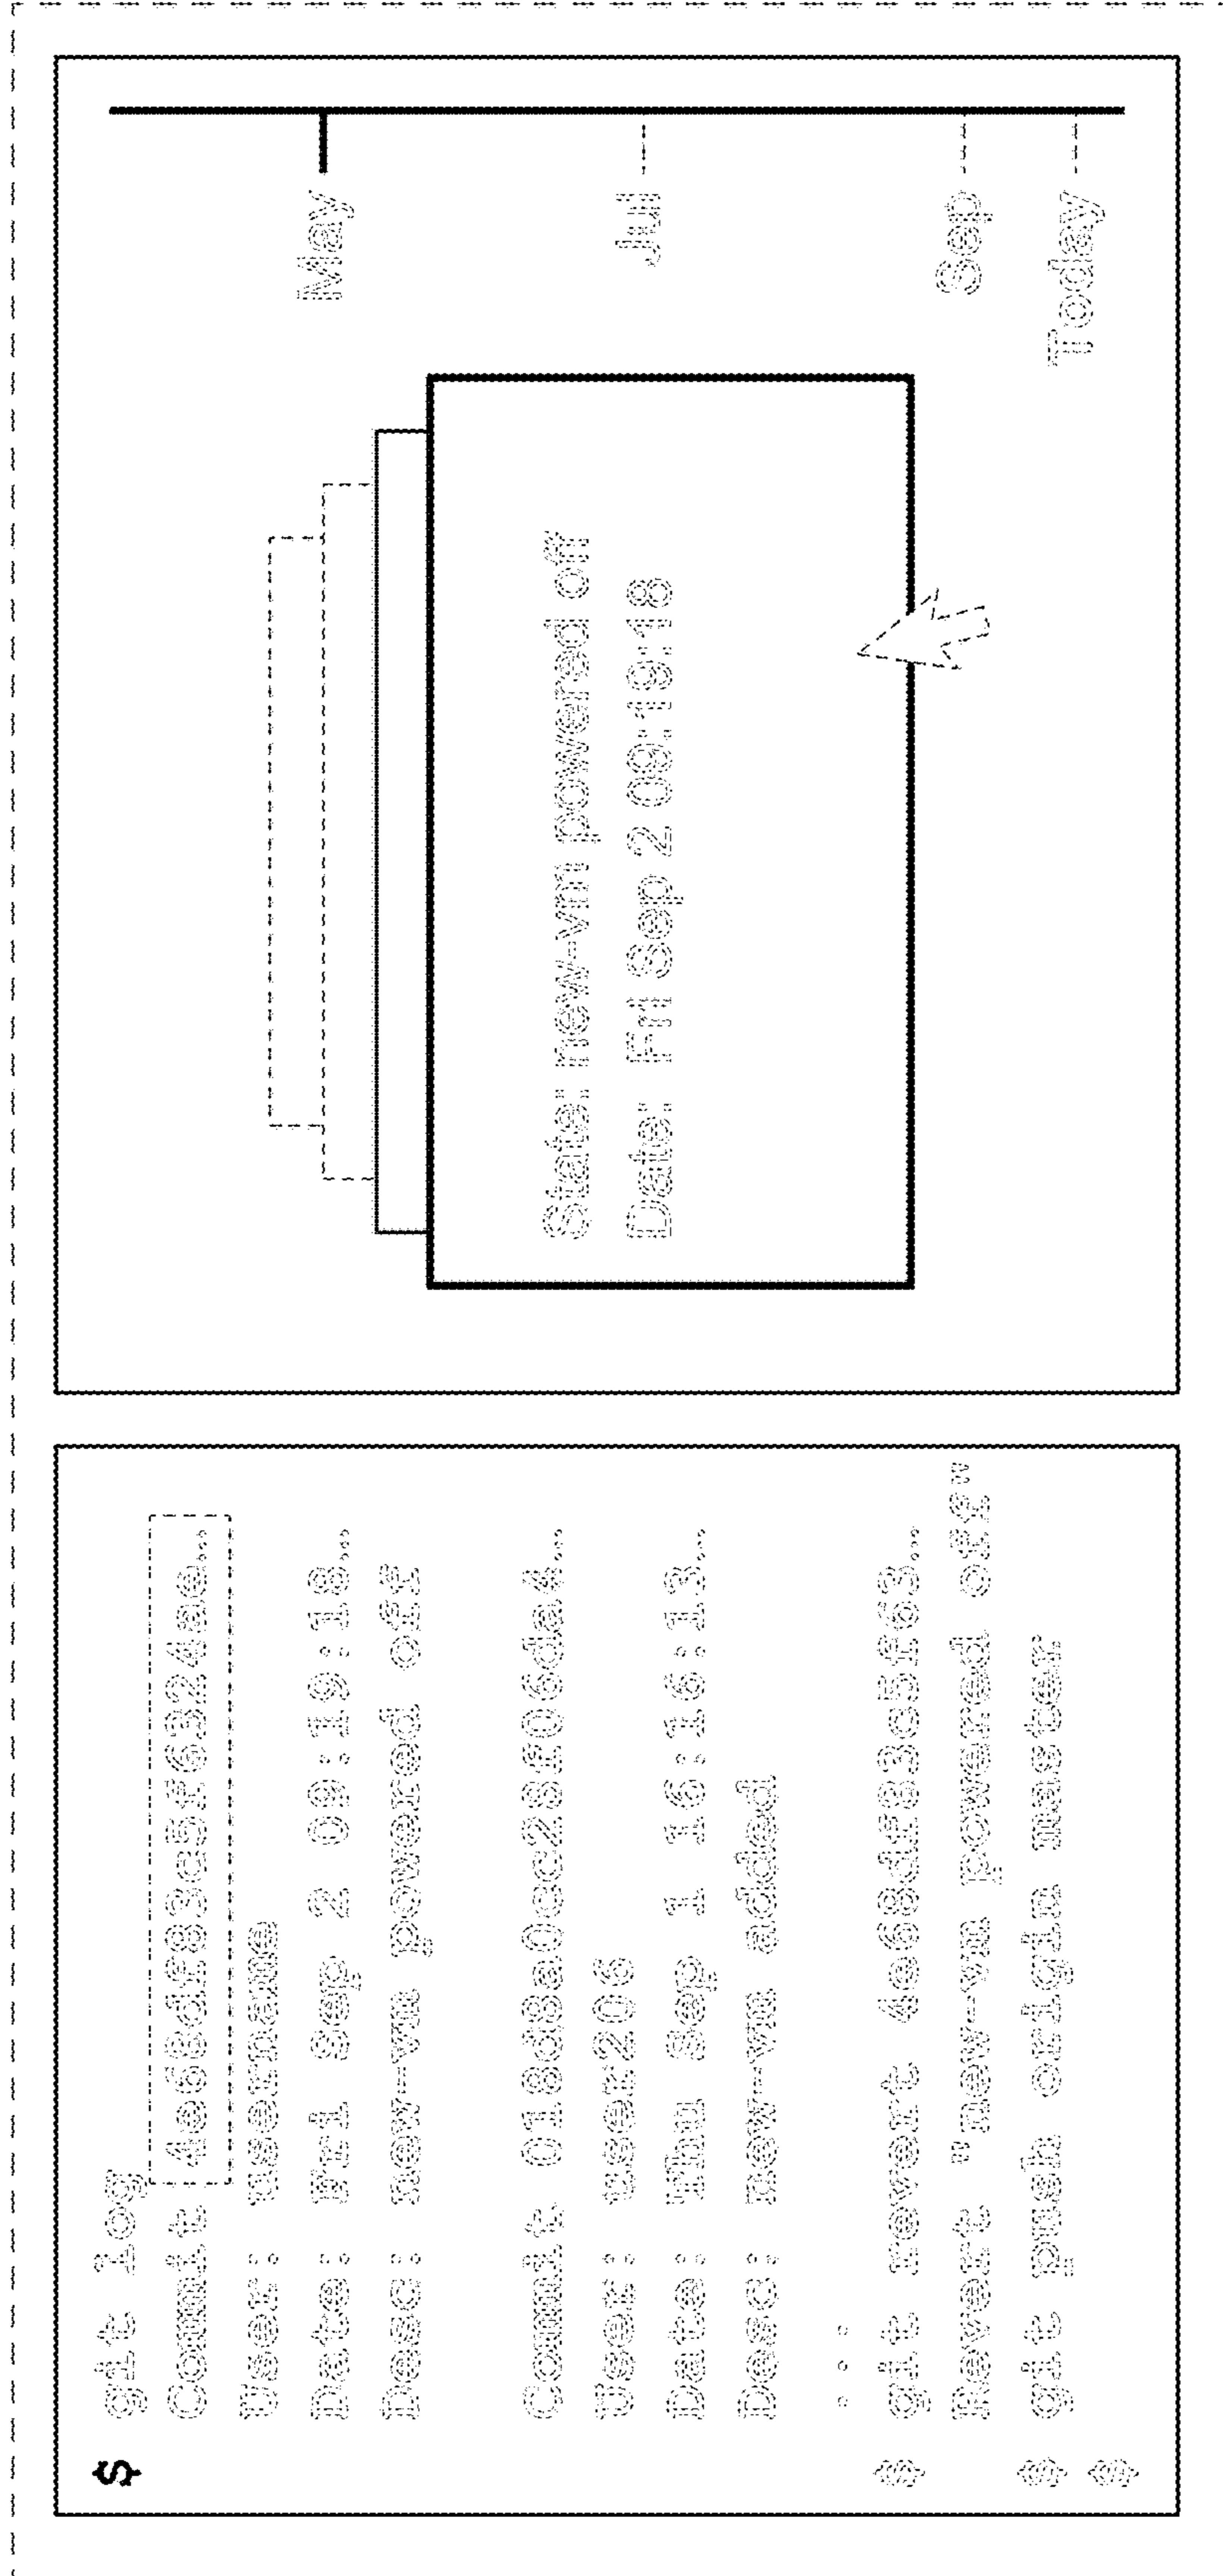 $ git log
Commit 4e68df83c5f6324ae...
User: username
Date: Fri Sep 2 09:19:18...
Desc: new-vm powered off
Commit 018d8a0cc28f06da4...
User: user206
Date: Thu Sep 1 16:16:13...
Desc: new-vm added
...
$ git revert 4e68df83c5f63...
Revert "new-vm powered off"
$ git push origin master
$
State: new-vm powered off
Date: Fri Sep 2 09:19:18
May
Jul
Sep
Today